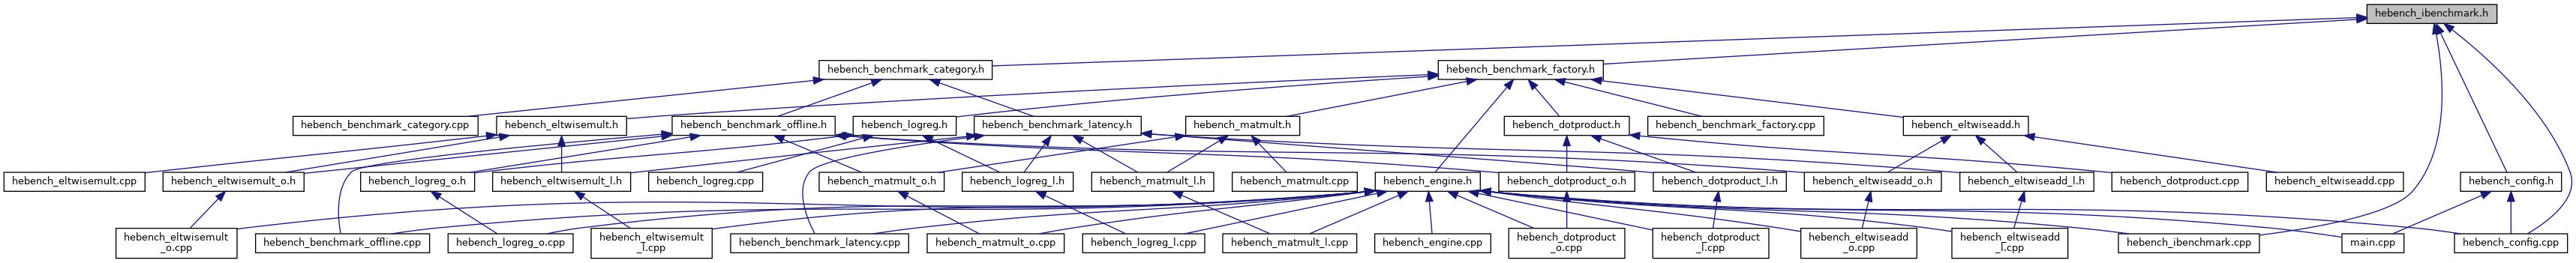 hebench_ibenchmark.h
hebench_benchmark_category.h
hebench_benchmark_factory.h
hebench_benchmark_category.cpp
hebench_eltwisemult.h
hebench_benchmark_offline.h
hebench_logreg.h
hebench_benchmark_latency.h
hebench_matmult.h
hebench_dotproduct.h
hebench_benchmark_factory.cpp
hebench_eltwiseadd.h
hebench_eltwisemult.cpp
hebench_eltwisemult_o.h
hebench_logreg_o.h
hebench_eltwisemult_l.h
hebench_logreg.cpp
hebench_matmult_o.h
hebench_logreg_l.h
hebench_matmult_l.h
hebench_matmult.cpp
hebench_engine.h
hebench_dotproduct_o.h
hebench_dotproduct_l.h
hebench_eltwiseadd_o.h
hebench_eltwiseadd_l.h
hebench_dotproduct.cpp
hebench_eltwiseadd.cpp
hebench_config.h
hebench_eltwisemult
_o.cpp
hebench_benchmark_offline.cpp
hebench_logreg_o.cpp
hebench_eltwisemult
_l.cpp
hebench_benchmark_latency.cpp
hebench_matmult_o.cpp
hebench_logreg_l.cpp
hebench_matmult_l.cpp
hebench_engine.cpp
hebench_dotproduct
_o.cpp
hebench_dotproduct
_l.cpp
hebench_eltwiseadd
_o.cpp
hebench_eltwiseadd
_l.cpp
hebench_ibenchmark.cpp
main.cpp
hebench_config.cpp